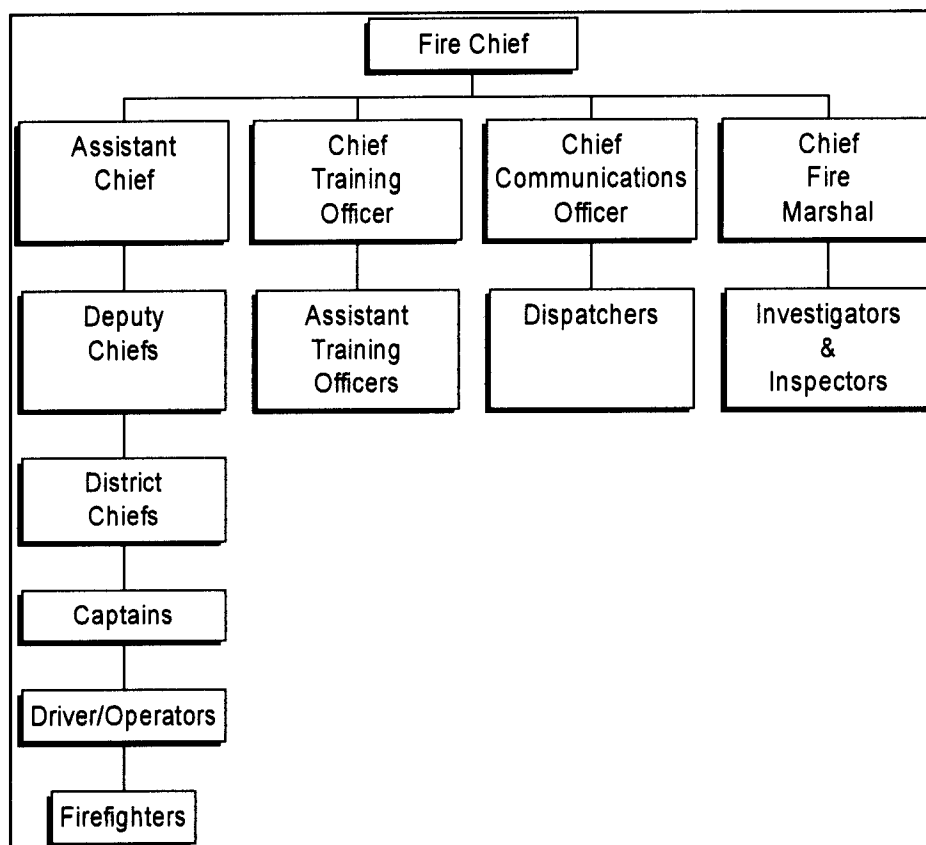 Fire Chief
Assistant
Chief
Chief
Training
Officer
Chief
Communications
Officer
Chief
Fire
Marshal
Deputy
Chiefs
Assistant
Training
Officers
Dispatchers
Investigators
&
Inspectors
District
Chiefs
Captains
Driver/Operators
Firefighters